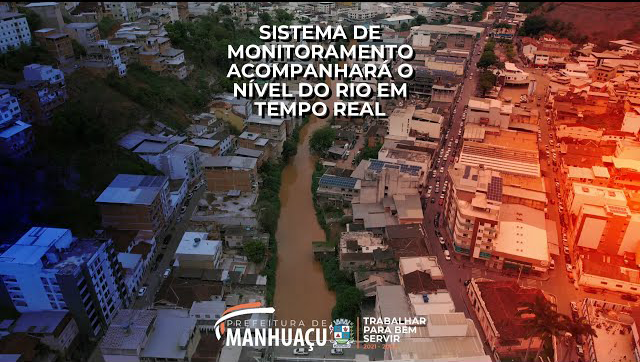 SISTEMA DE
MONITORAMENTO
ACOMPANHARÁ O
NÍVEL DO RIO EM
TEMPO REAL
PREFEITURA DE
MANHUAÇU
TRABALHAR
PARA BEM
SERVIR